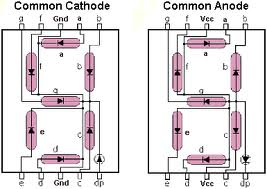 Common Cathode Common Anode
g f Gnd a b g f Vcc a b
a a
f b f b
g g
e c e c
d d
e d Gnd c dp e d Vcc c dp